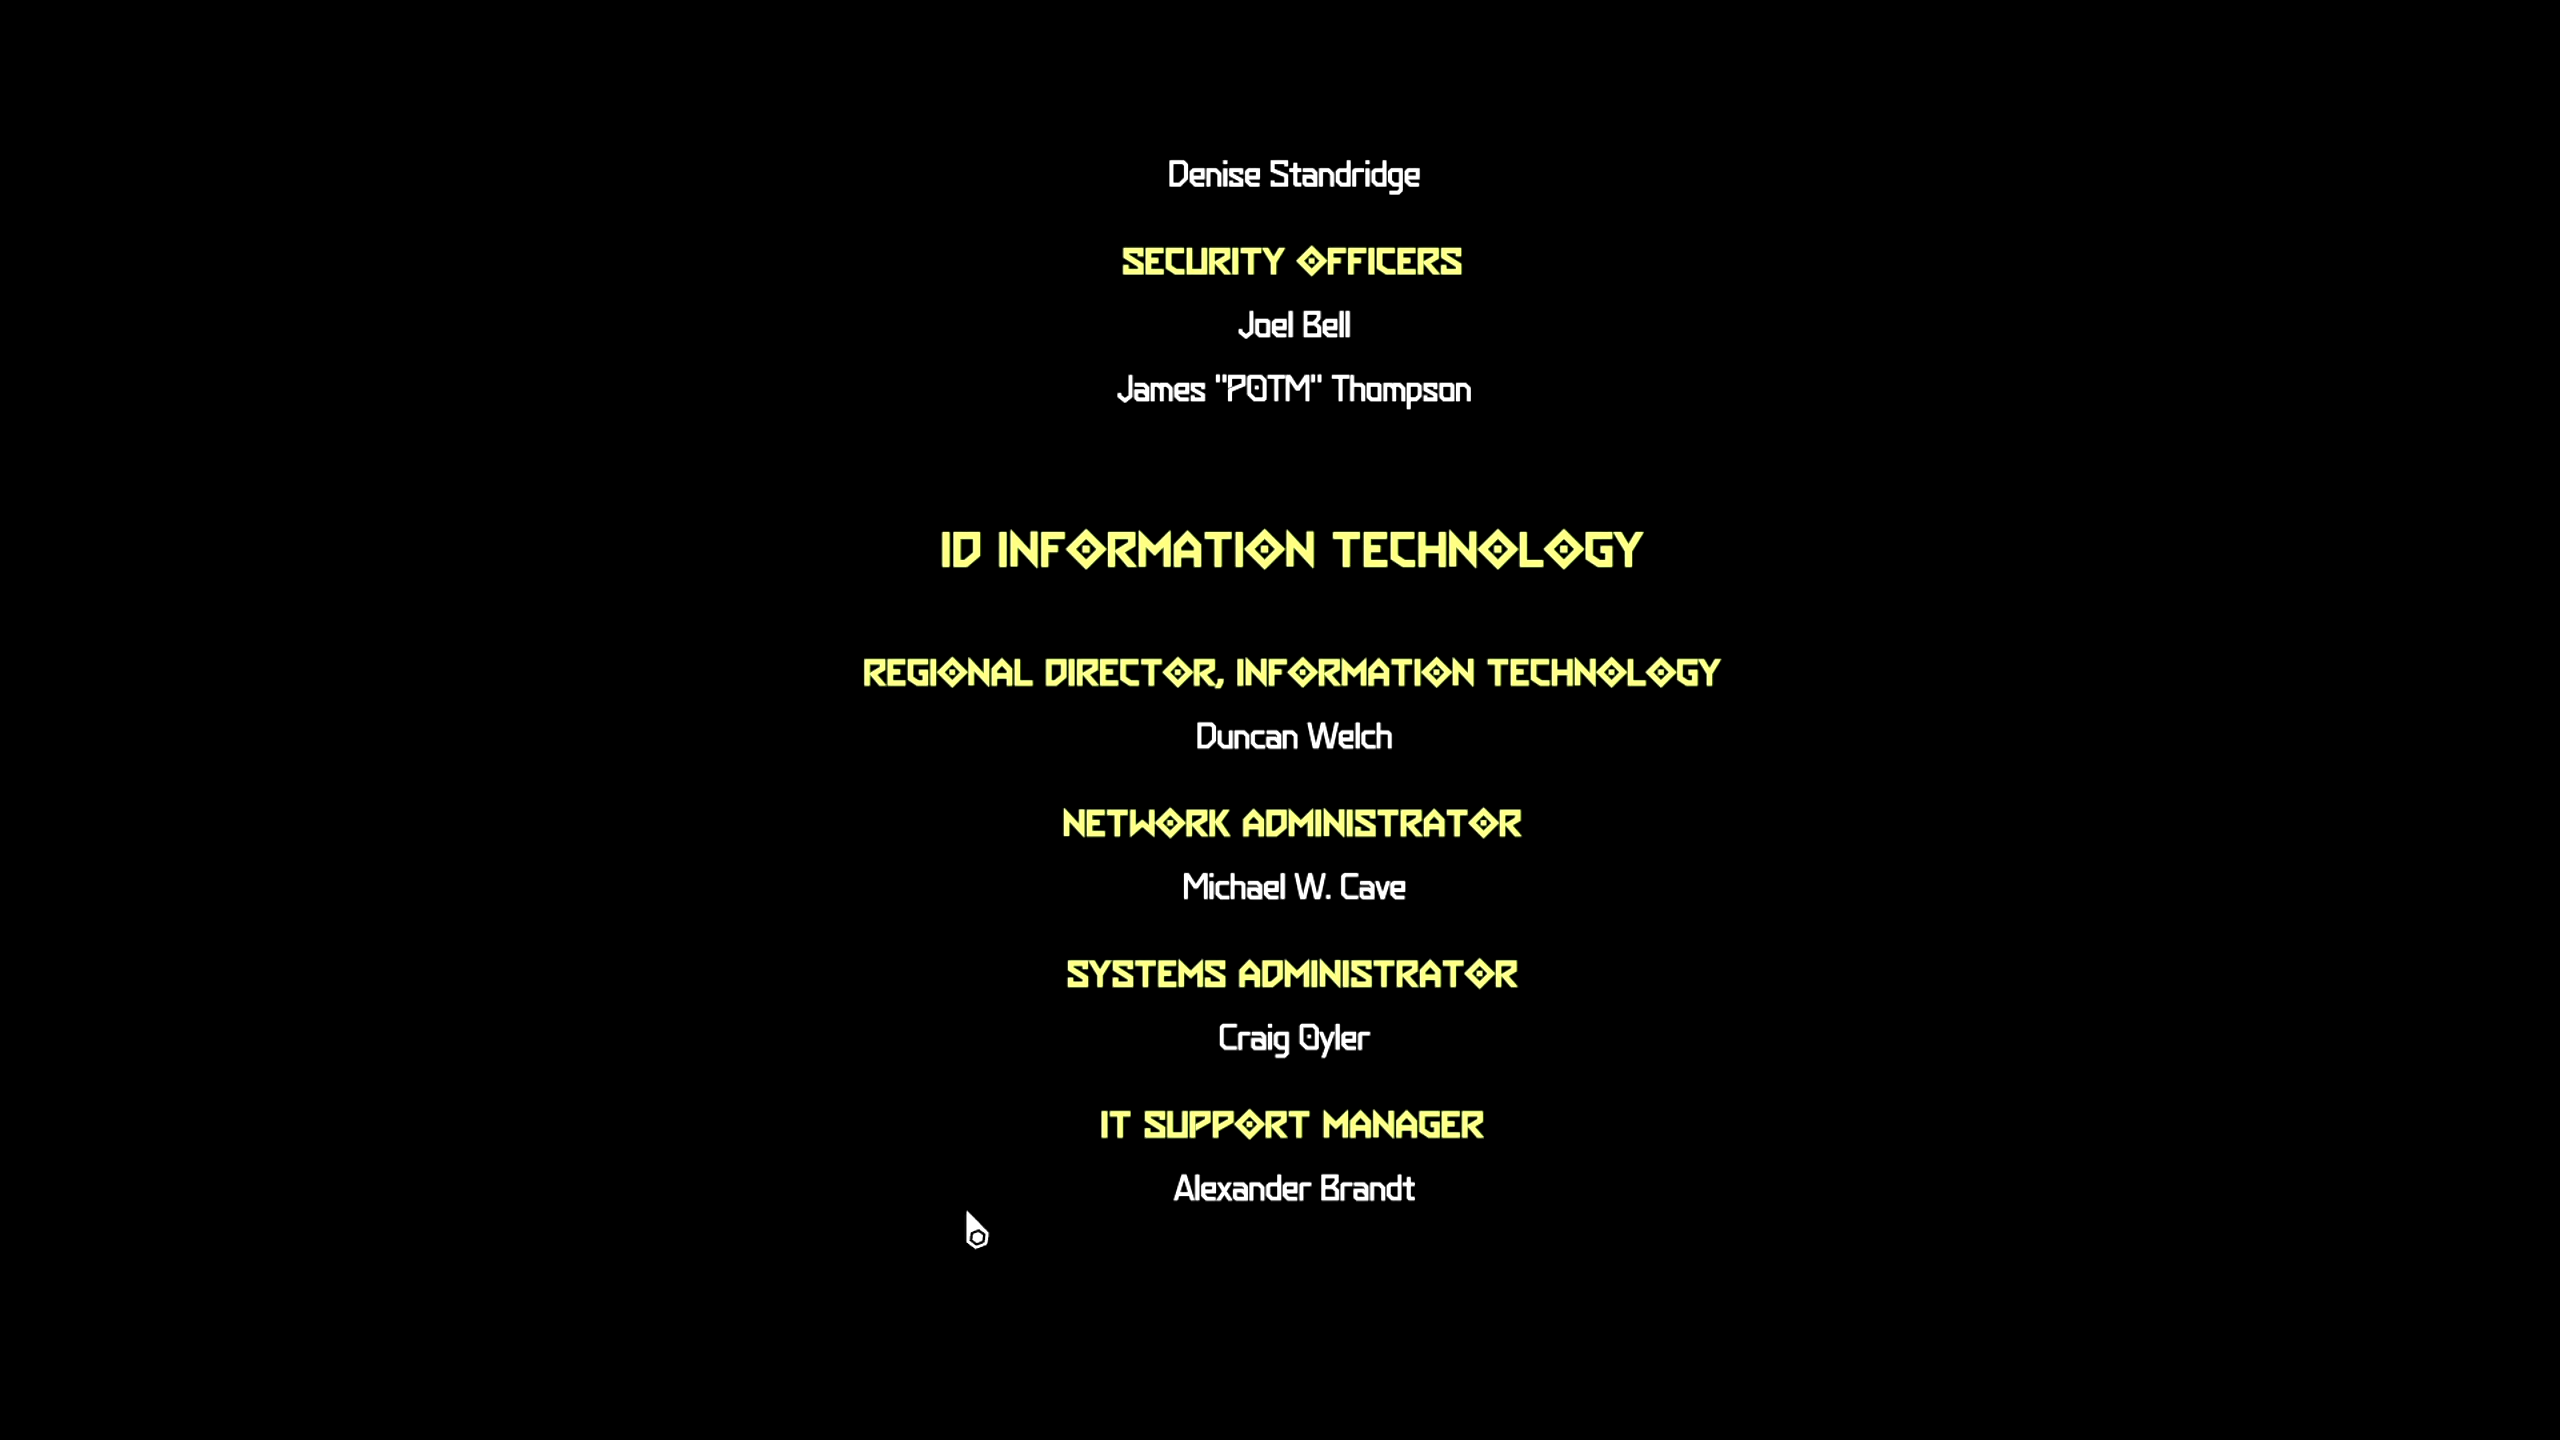 Denise Standridge
SECURITY OFFICERS
Joel Bell
James "POTM" Thompson
ID INFORMATION TECHNOLOGY
REGIONAL DIRECTOR, INFORMATION TECHNOLOGY
Duncan Welch
NETWORK ADMINISTRATOR
Michael W. Cave
SYSTEMS ADMINISTRATOR
Craig Oyler
IT SUPPORT MANAGER
Alexander Brandt